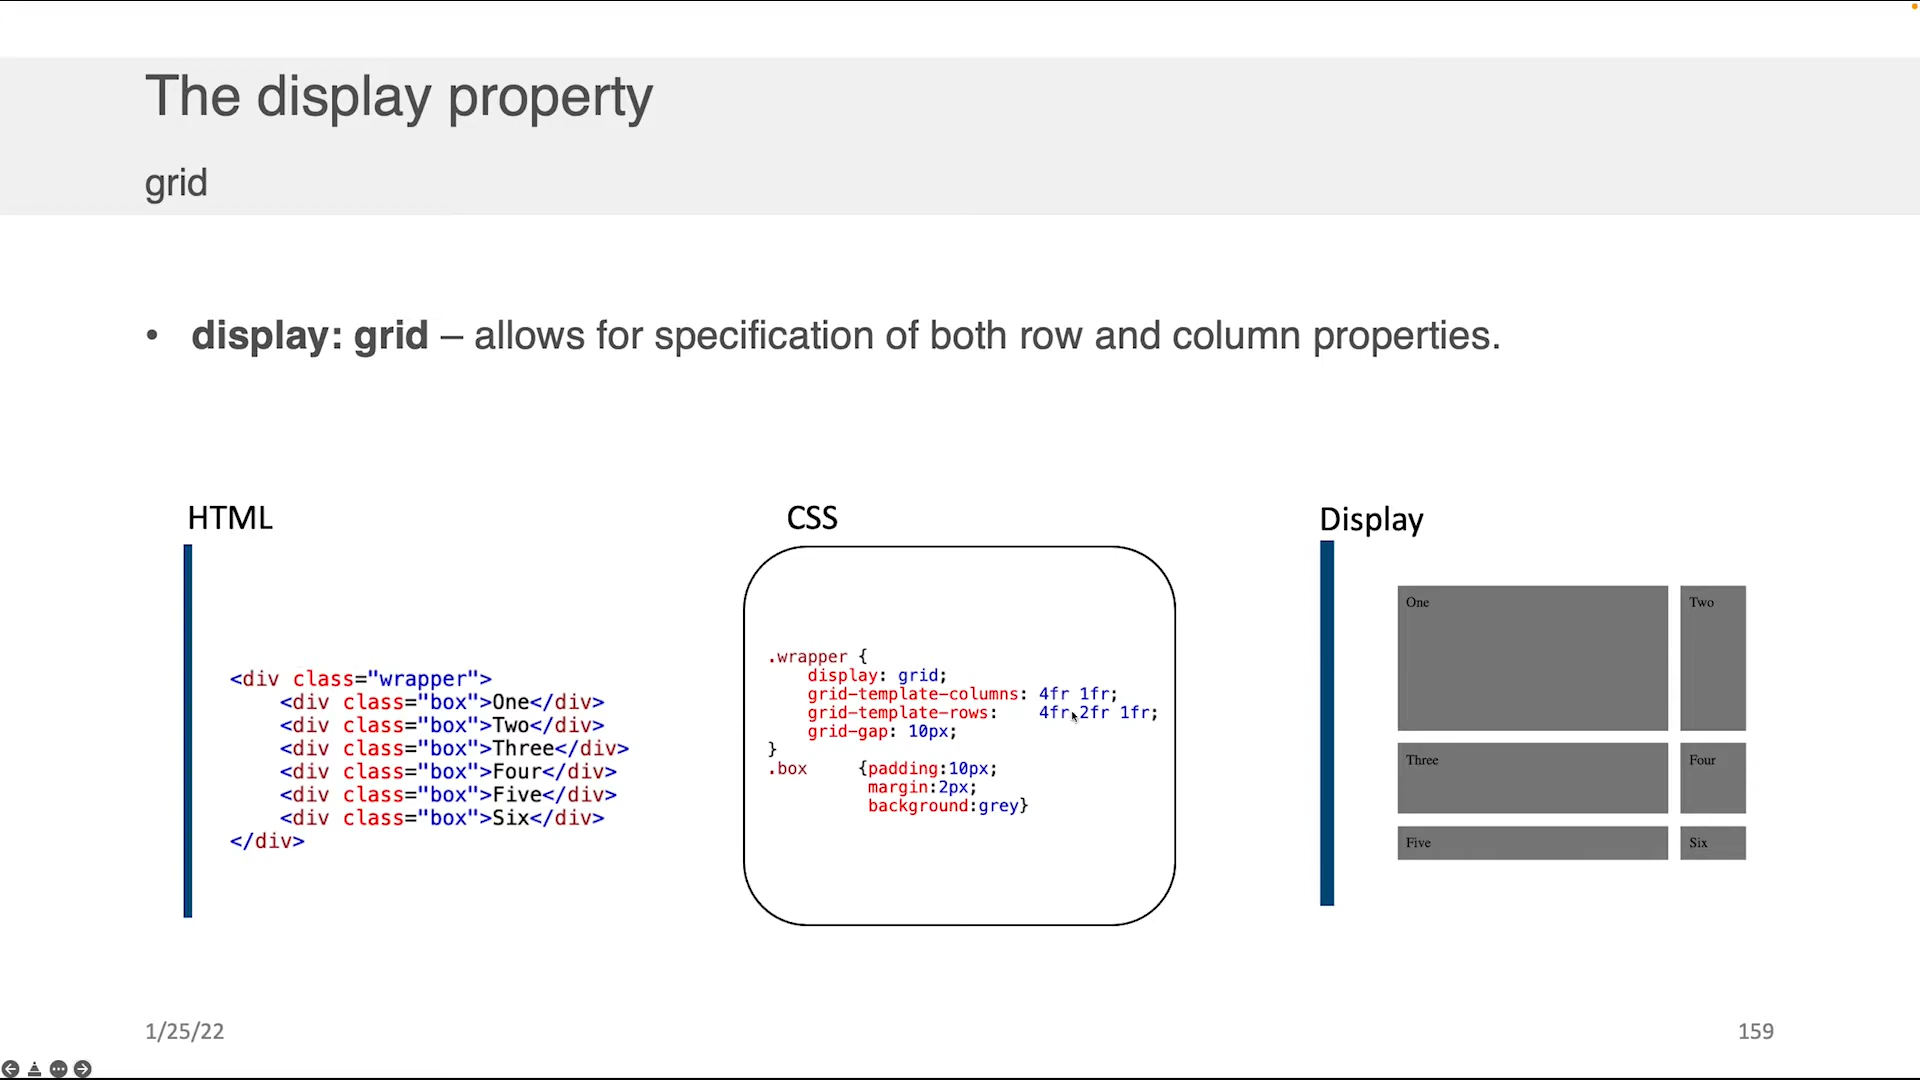 The display property
grid
• display: grid – allows for specification of both row and column properties.
HTML
<div class="wrapper">
    <div class="box">One</div>
    <div class="box">Two</div>
    <div class="box">Three</div>
    <div class="box">Four</div>
    <div class="box">Five</div>
    <div class="box">Six</div>
</div>
CSS
.wrapper {
    display: grid;
    grid-template-columns: 4fr 1fr;
    grid-template-rows:    4fr 2fr 1fr;
    grid-gap: 10px;
}
.box     {padding:10px;
          margin:2px;
          background:grey}
Display
One
Two
Three
Four
Five
Six
1/25/22
159